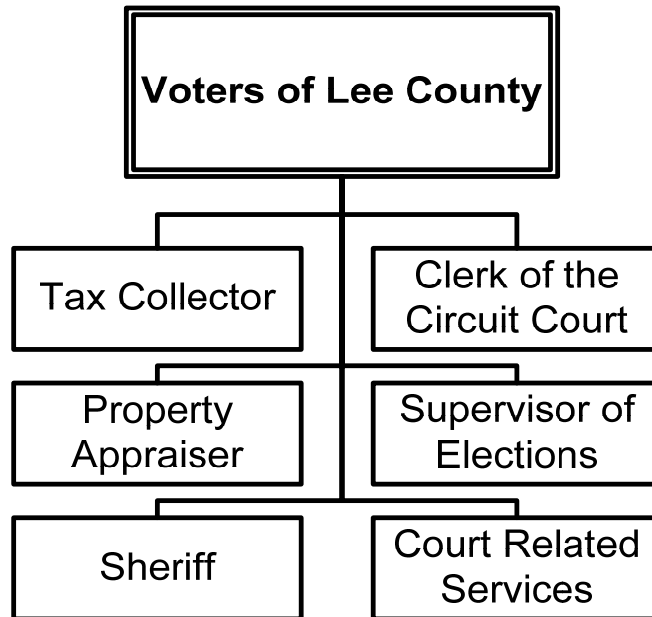 Voters of Lee County
Tax Collector
Clerk of the
Circuit Court
Property
Appraiser
Supervisor of
Elections
Sheriff
Court Related
Services